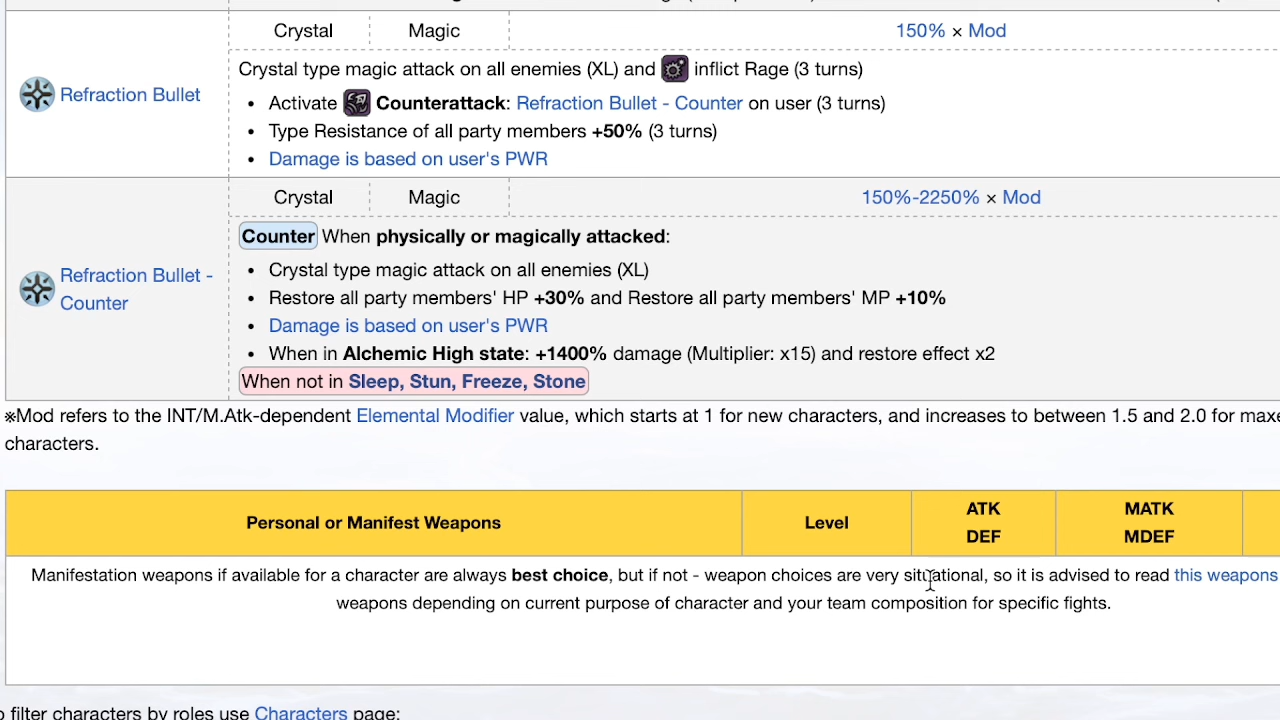 Crystal Magic 150% × Mod
Refraction Bullet
Crystal type magic attack on all enemies (XL) and inflict Rage (3 turns)
• Activate Counterattack: Refraction Bullet - Counter on user (3 turns)
• Type Resistance of all party members +50% (3 turns)
• Damage is based on user's PWR
Crystal Magic 150%-2250% × Mod
Refraction Bullet -
Counter
Counter When physically or magically attacked:
• Crystal type magic attack on all enemies (XL)
• Restore all party members' HP +30% and Restore all party members' MP +10%
• Damage is based on user's PWR
• When in Alchemic High state: +1400% damage (Multiplier: x15) and restore effect x2
When not in Sleep, Stun, Freeze, Stone
※Mod refers to the INT/M.Atk-dependent Elemental Modifier value, which starts at 1 for new characters, and increases to between 1.5 and 2.0 for maxe
characters.
Personal or Manifest Weapons Level ATK MATK
DEF MDEF
Manifestation weapons if available for a character are always best choice, but if not - weapon choices are very situational, so it is advised to read this weapons
weapons depending on current purpose of character and your team composition for specific fights.
o filter characters by roles use Characters page: